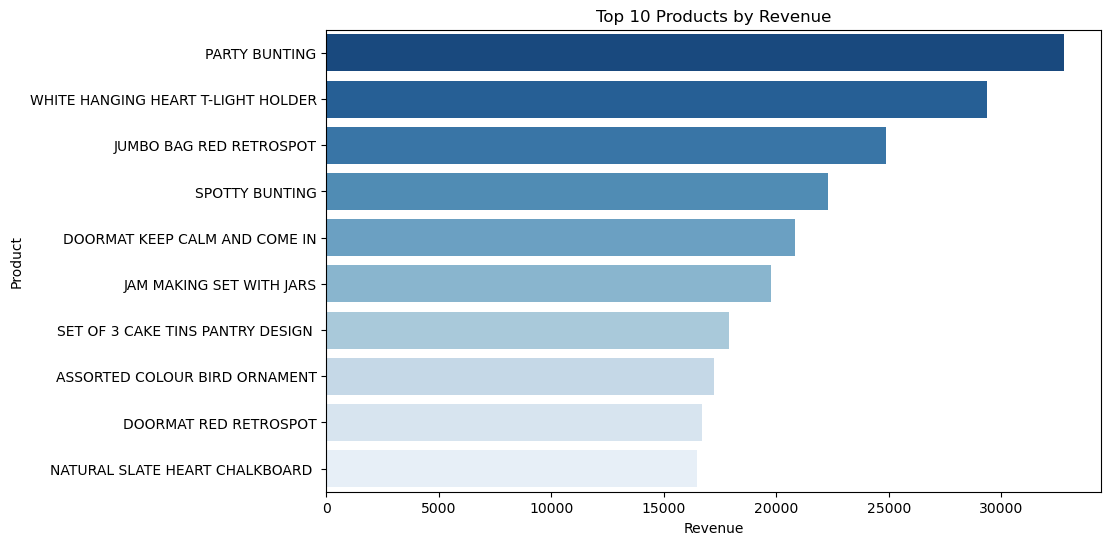 Top 10 Products by Revenue
PARTY BUNTING
WHITE HANGING HEART T-LIGHT HOLDER
JUMBO BAG RED RETROSPOT
SPOTTY BUNTING
DOORMAT KEEP CALM AND COME IN
JAM MAKING SET WITH JARS
SET OF 3 CAKE TINS PANTRY DESIGN
ASSORTED COLOUR BIRD ORNAMENT
DOORMAT RED RETROSPOT
NATURAL SLATE HEART CHALKBOARD
Product
0 5000 10000 15000 20000 25000 30000
Revenue